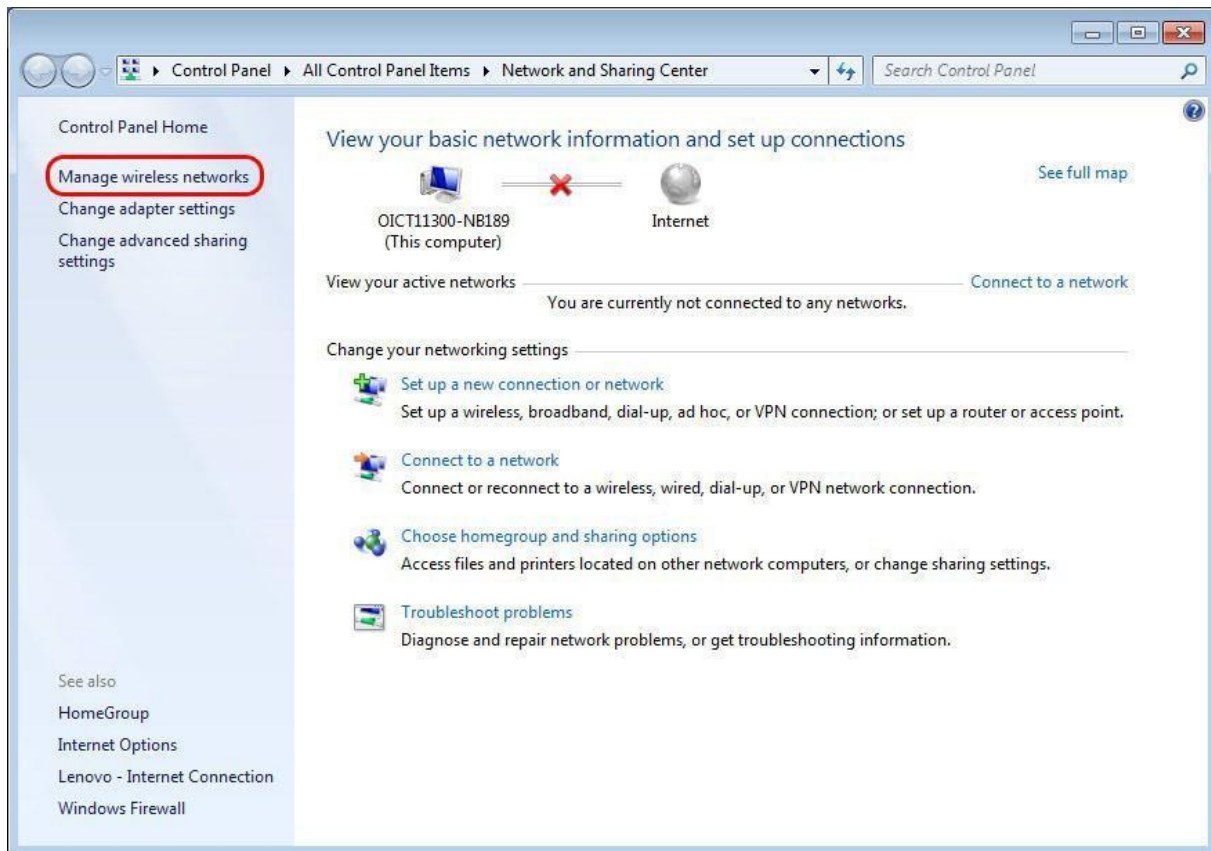 Control Panel
All Control Panel Items
Network and Sharing Center
Search Control Panel
Control Panel Home
Manage wireless networks
Change adapter settings
Change advanced sharing
settings
View your basic network information and set up connections
See full map
OICT11300-NB189
(This computer)
Internet
View your active networks
Connect to a network
You are currently not connected to any networks.
Change your networking settings
Set up a new connection or network
Set up a wireless, broadband, dial-up, ad hoc, or VPN connection; or set up a router or access point.
Connect to a network
Connect or reconnect to a wireless, wired, dial-up, or VPN network connection.
Choose homegroup and sharing options
Access files and printers located on other network computers, or change sharing settings.
Troubleshoot problems
Diagnose and repair network problems, or get troubleshooting information.
See also
HomeGroup
Internet Options
Lenovo - Internet Connection
Windows Firewall